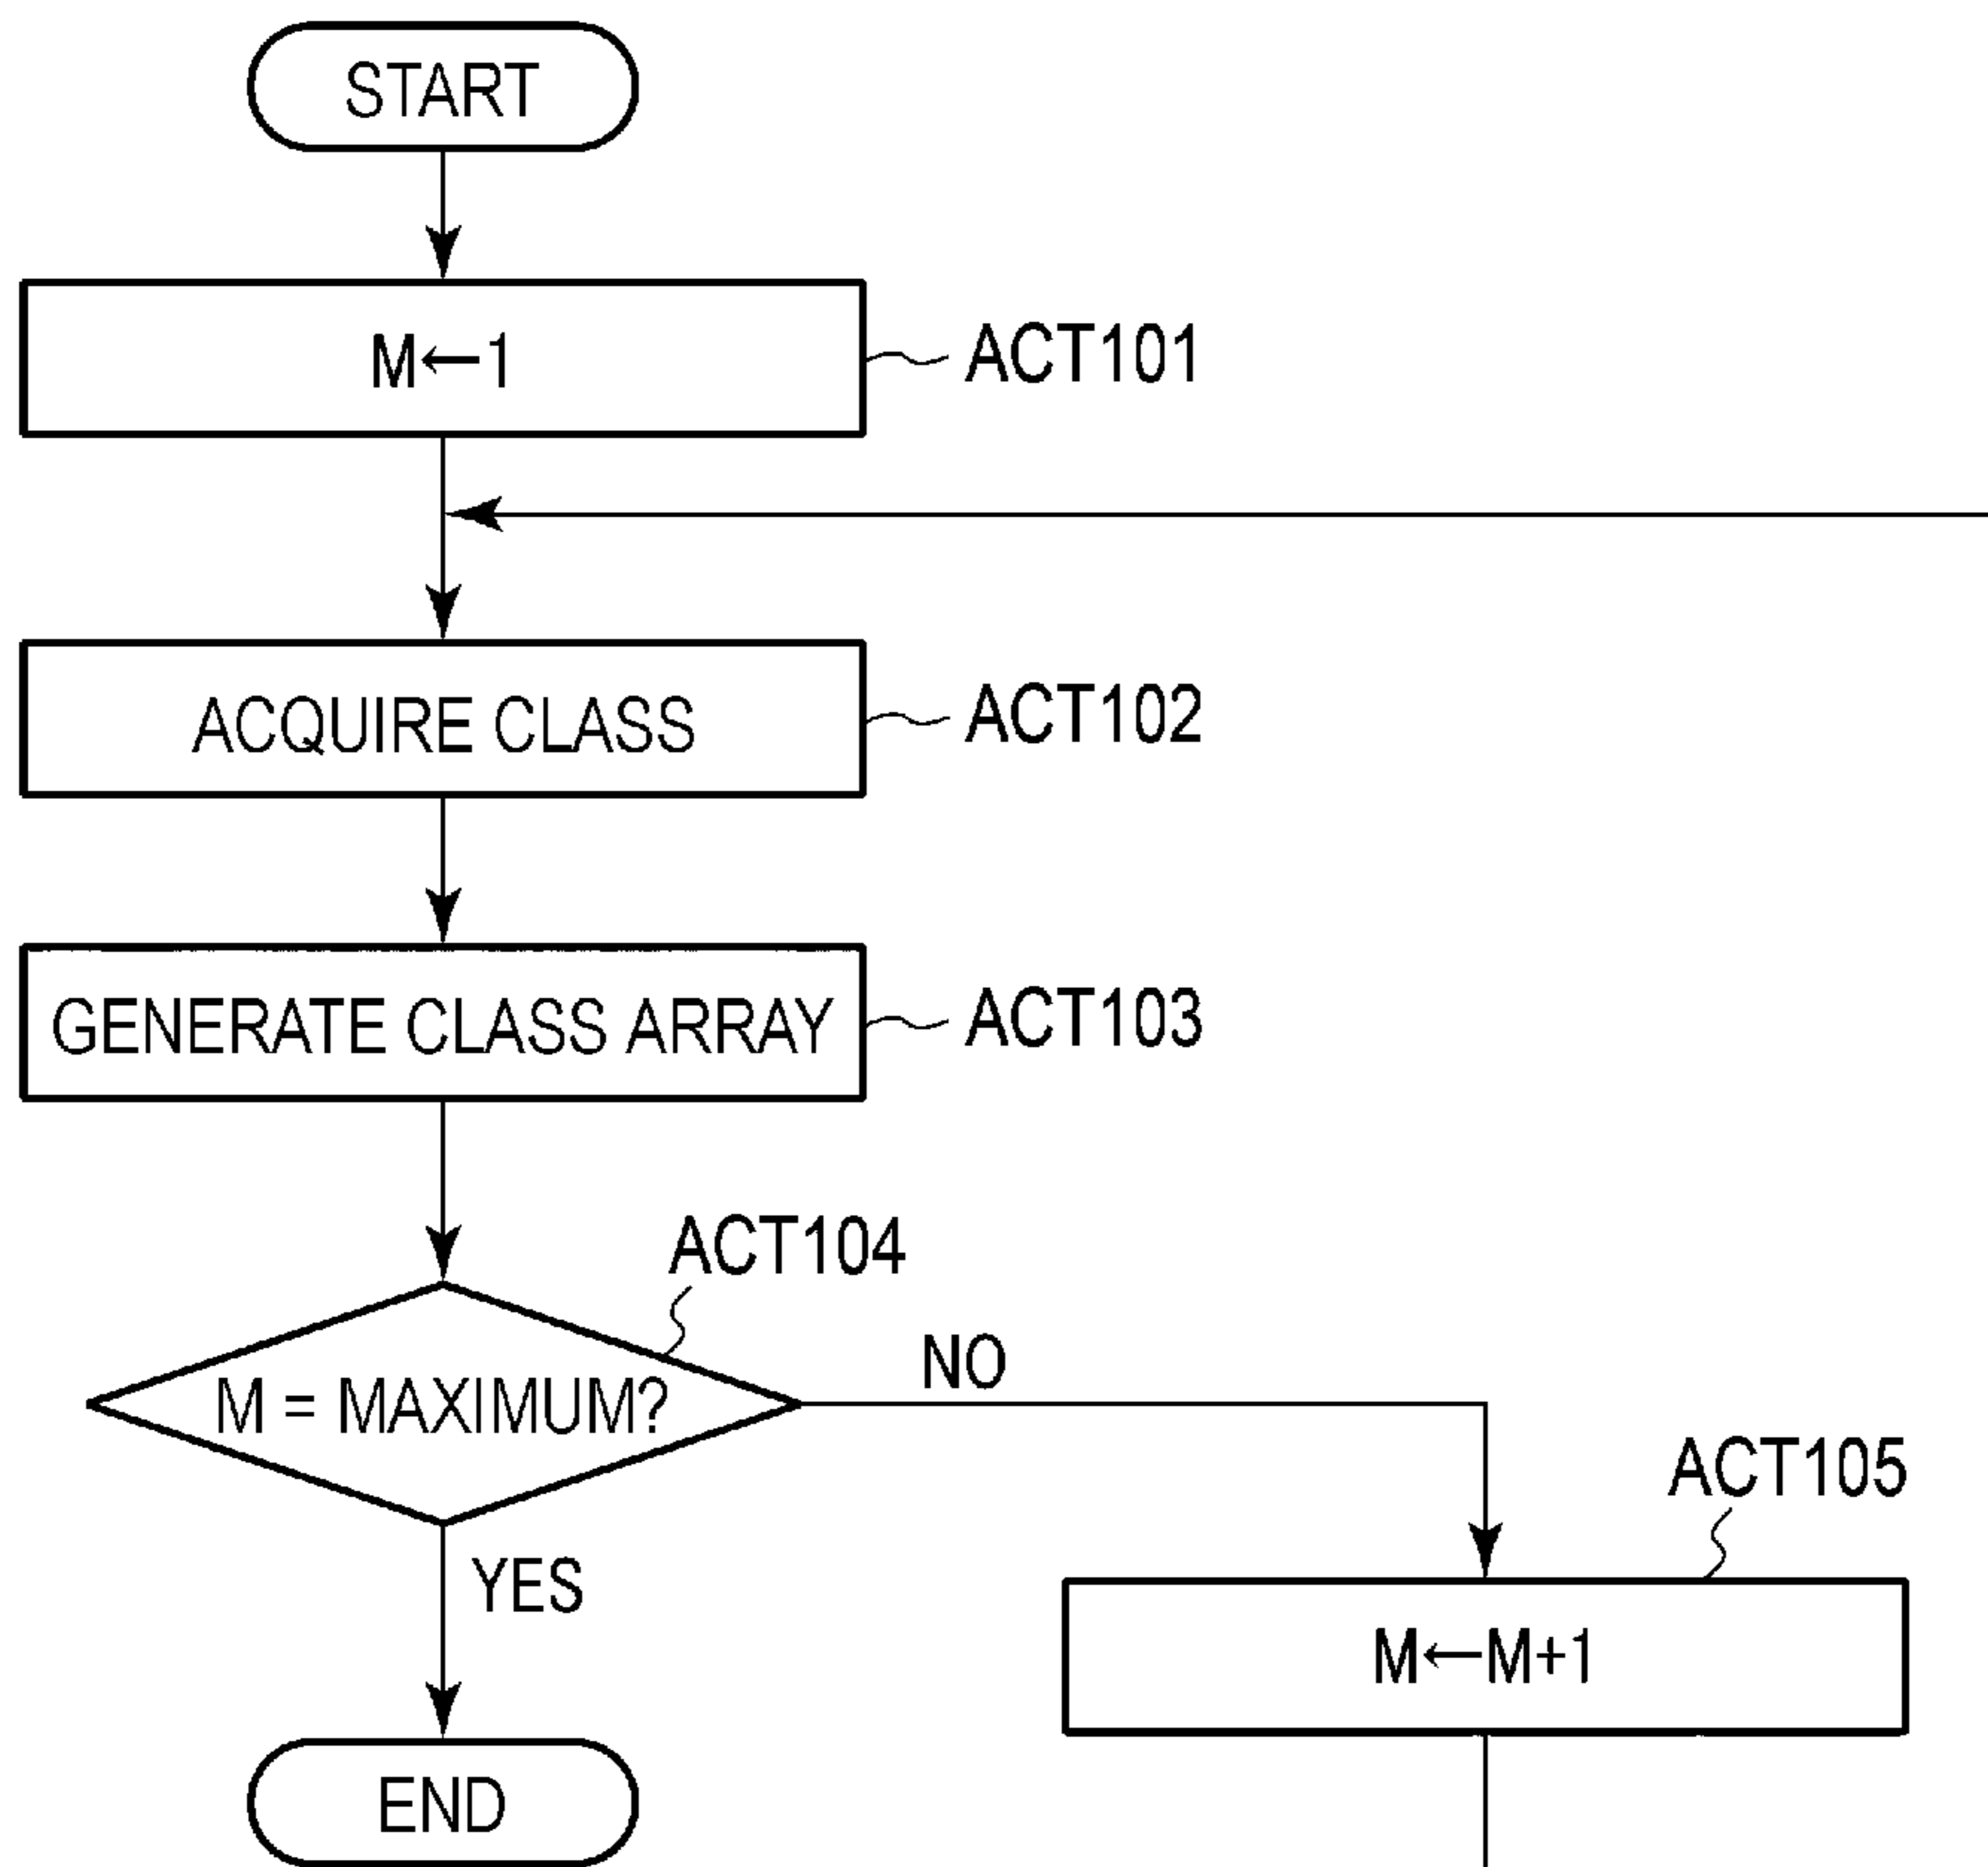 START
M←1
ACT101
ACQUIRE CLASS
ACT102
GENERATE CLASS ARRAY
ACT103
ACT104
M = MAXIMUM?
NO
YES
ACT105
M←M+1
END